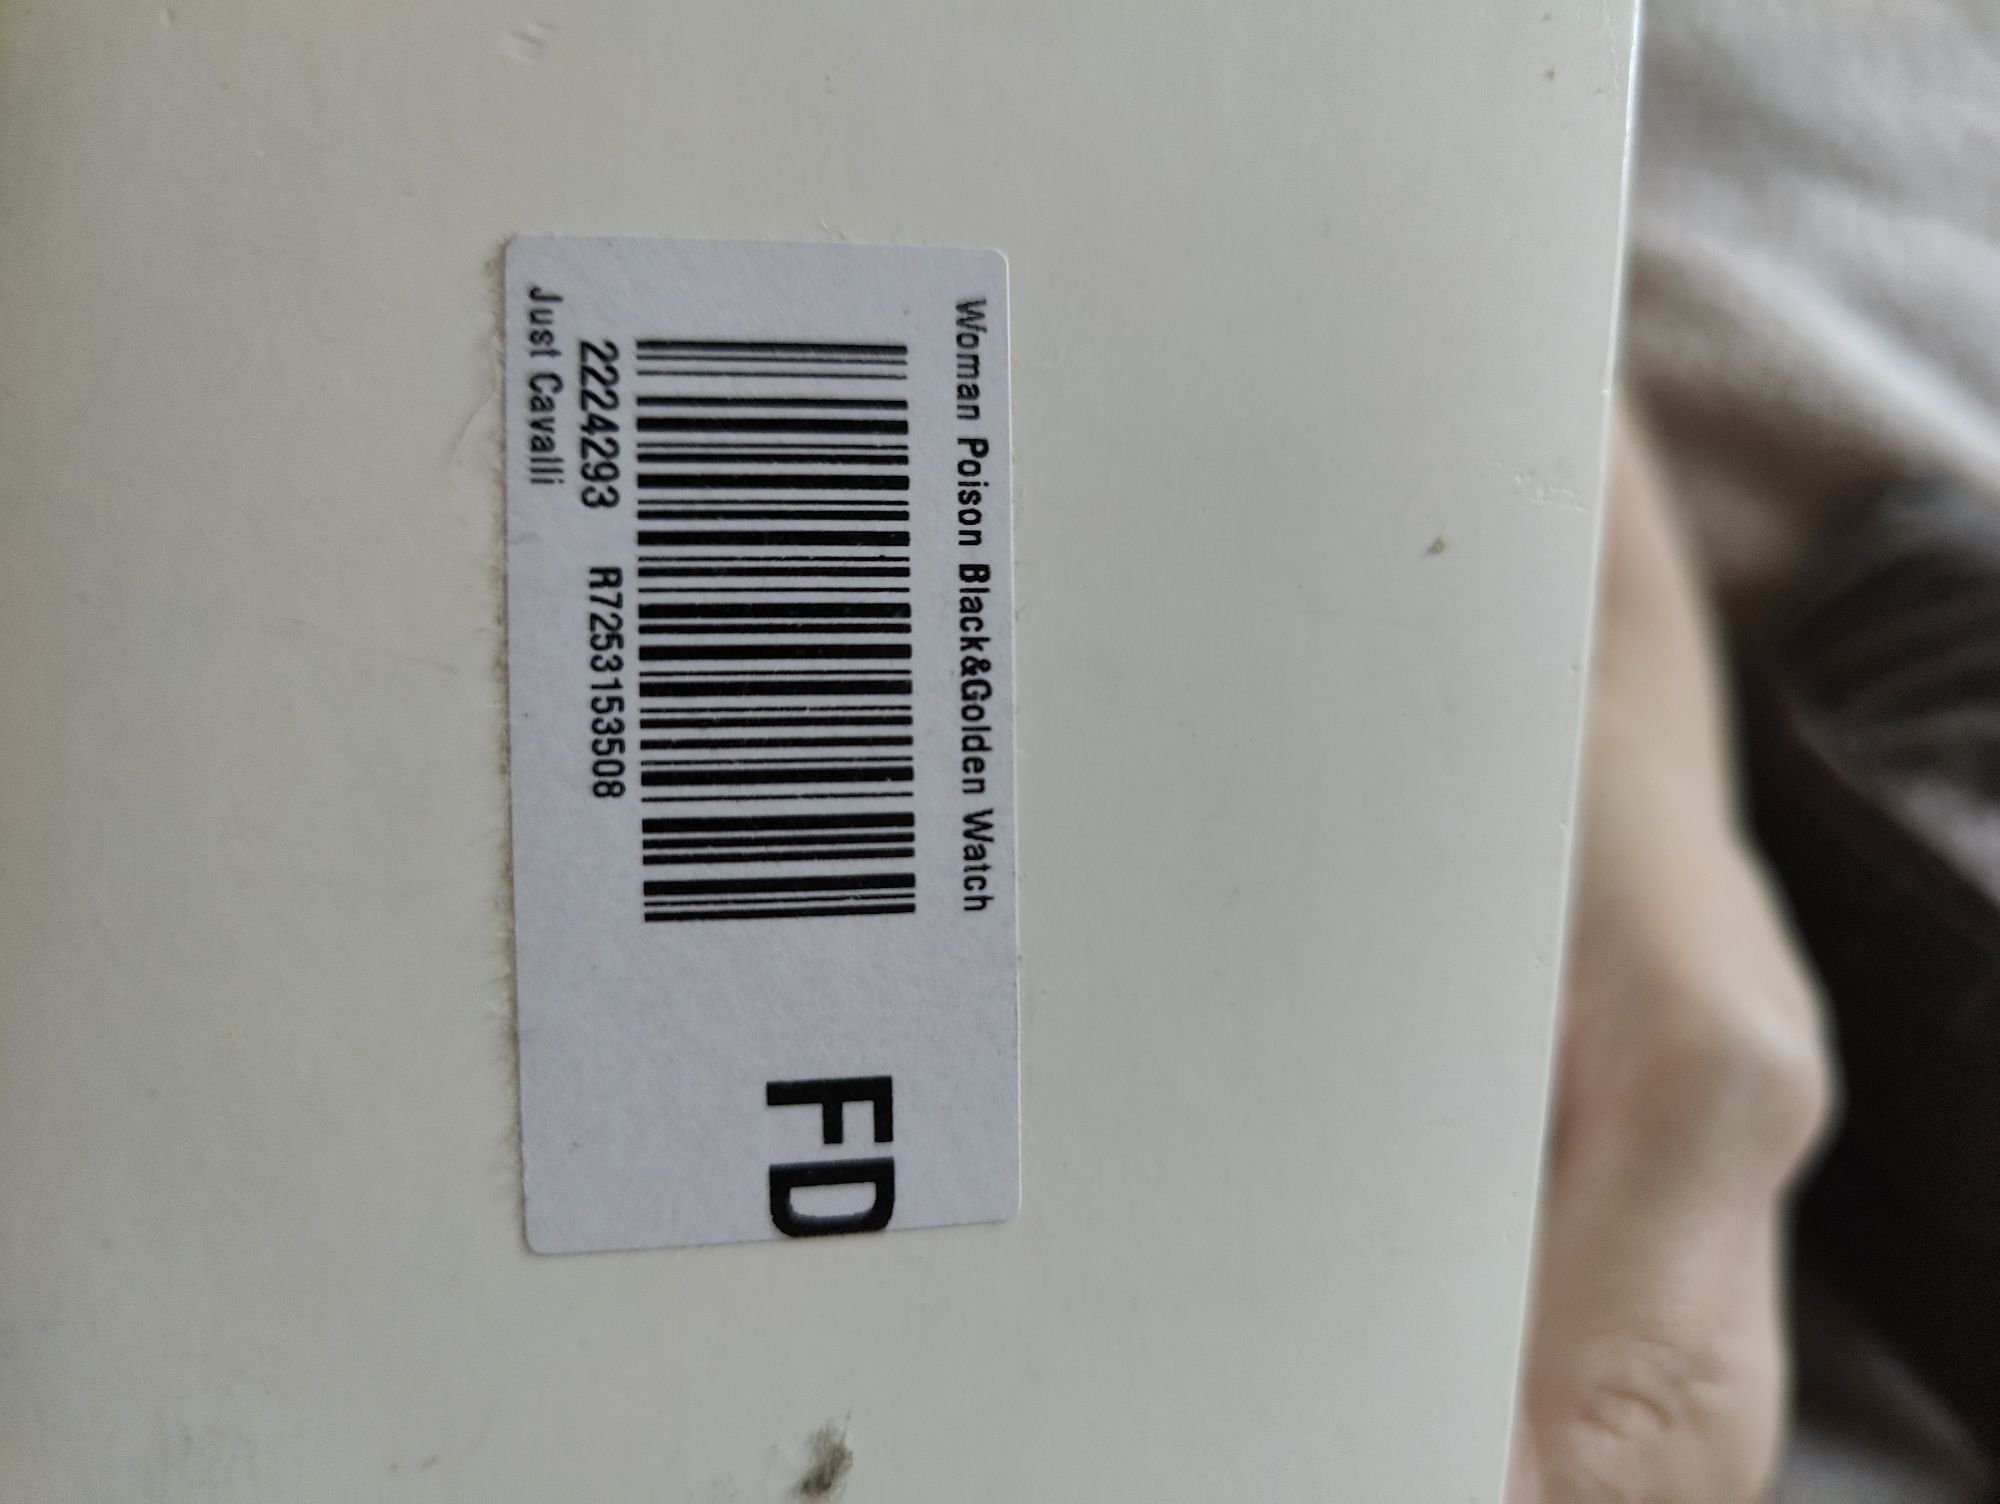 Woman Poison Black&Golden Watch
2224293 R7253153508
Just Cavalli
FD